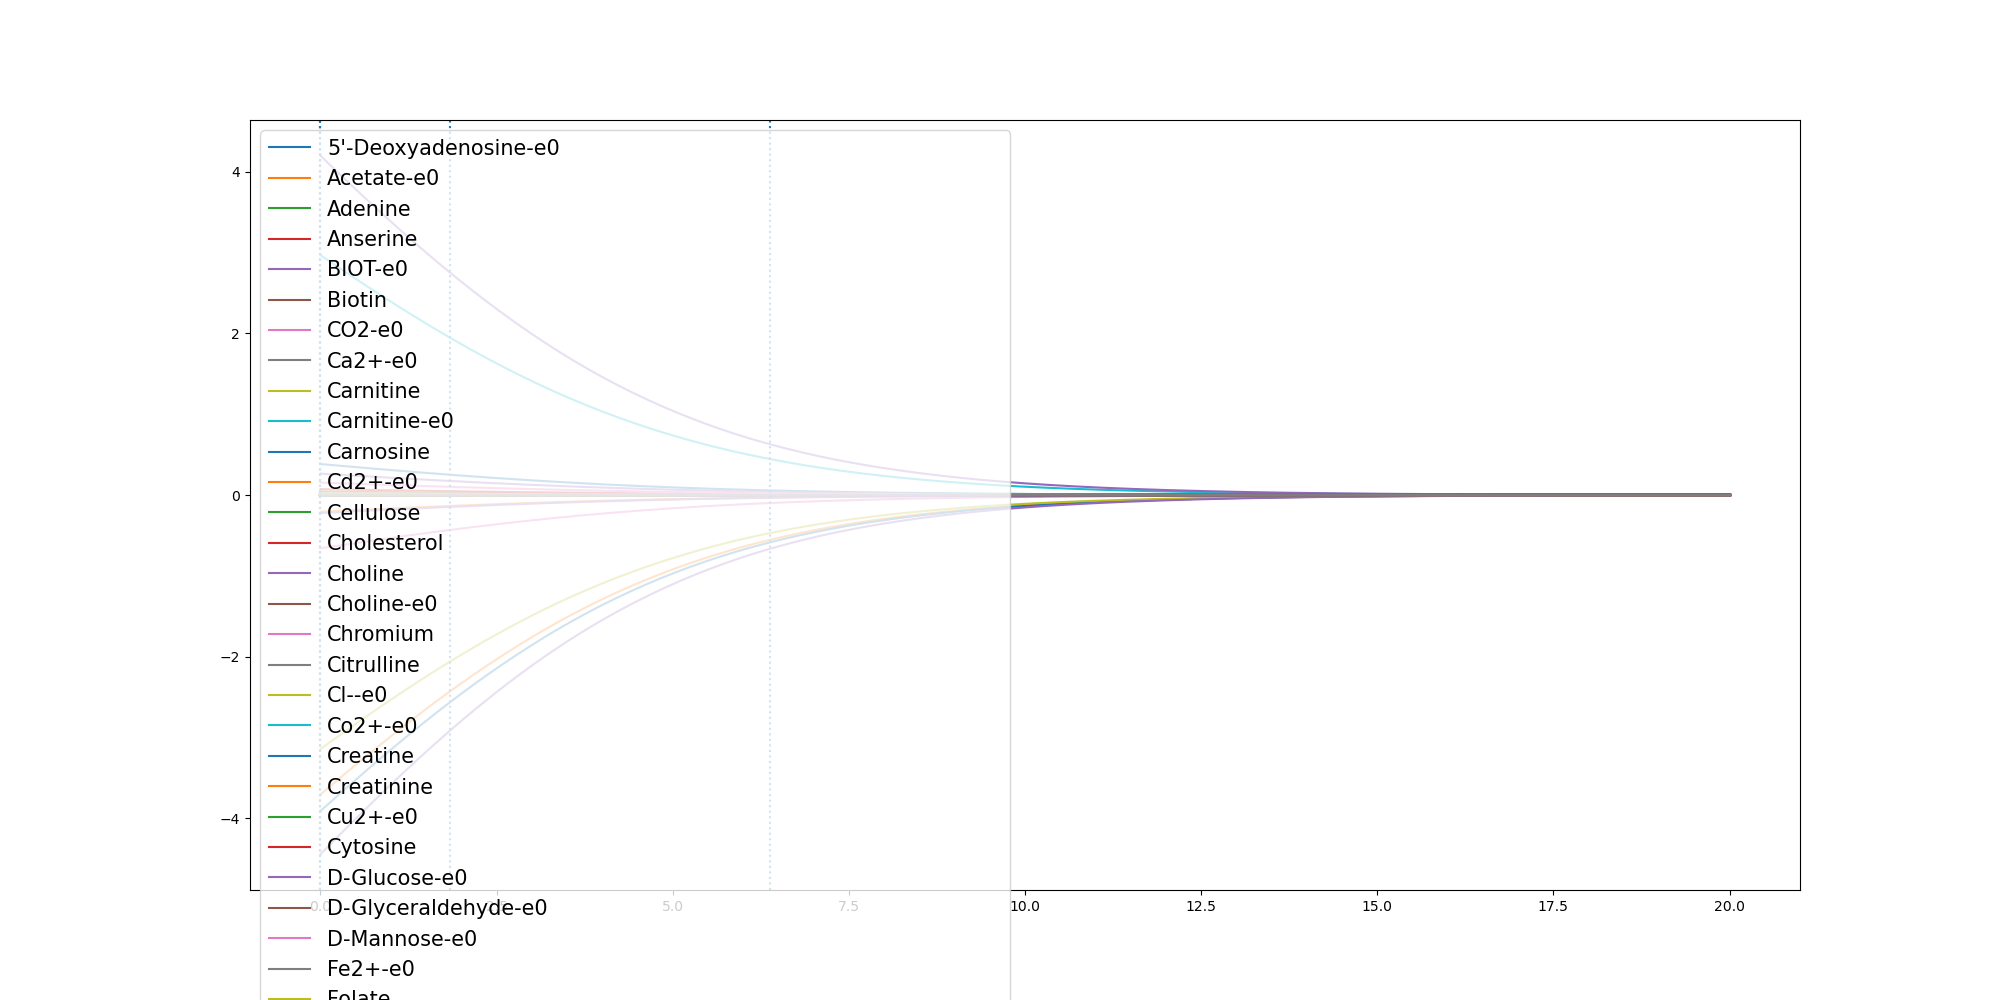 4
2
0
−2
−4
5'-Deoxyadenosine-e0
Acetate-e0
Adenine
Anserine
BIOT-e0
Biotin
CO2-e0
Ca2+-e0
Carnitine
Carnitine-e0
Carnosine
Cd2+-e0
Cellulose
Cholesterol
Choline
Choline-e0
Chromium
Citrulline
Cl--e0
Co2+-e0
Creatine
Creatinine
Cu2+-e0
Cytosine
D-Glucose-e0
D-Glyceraldehyde-e0
D-Mannose-e0
Fe2+-e0
Folate
5.0 7.5 10.0 12.5 15.0 17.5 20.0